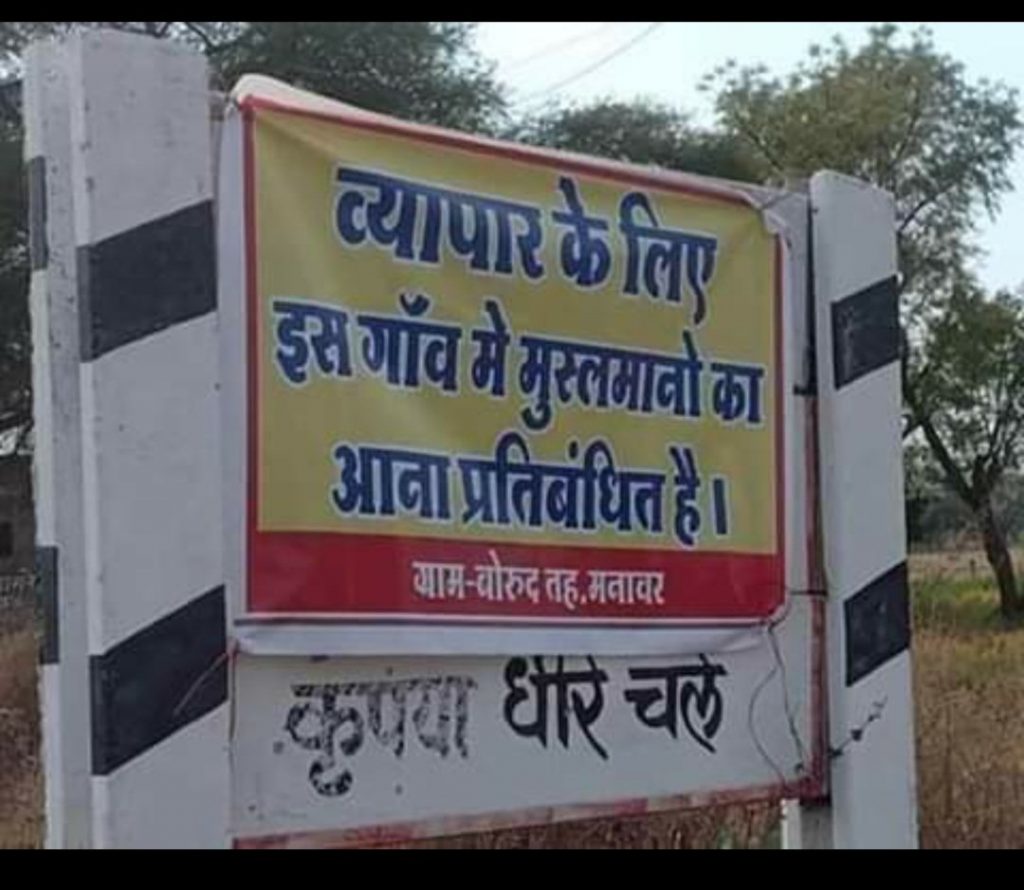 व्यापार के लिए
इस गाँव मे मुस्लमानो का
आना प्रतिबंधित है।
ग्राम-वोरुद तह.मनावर
कृपया धीरे चले